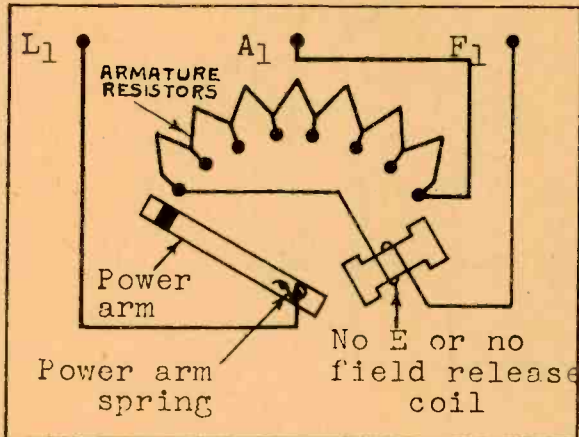 L1 A1 F1
ARMATURE
RESISTORS
Power
arm
Power arm
spring
No E or no
field release
coil